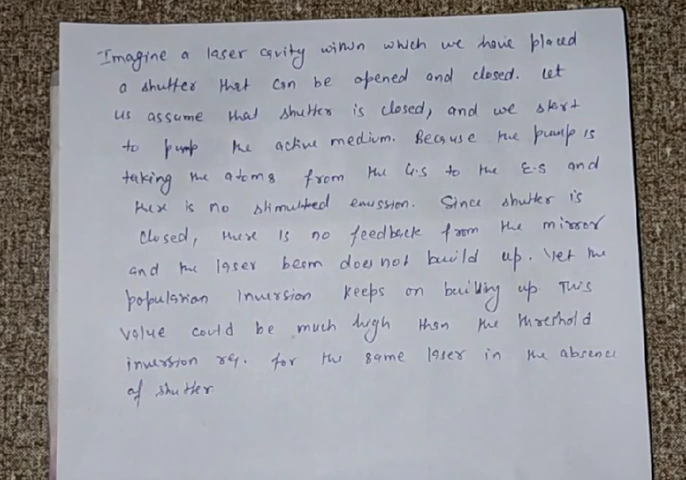 Imagine a laser cavity within which we have placed
a shutter that can be opened and closed. Let
us assume that shutter is closed, and we start
to pump the active medium. Because the pump is
taking the atoms from the G.S to the E.S and
there is no stimulated emission. Since shutter is
closed, there is no feedback from the mirror
and the laser beam does not build up. Yet the
population inversion keeps on building up. This
value could be much high than the threshold
inversion rq. for the same laser in the absence
of shutter